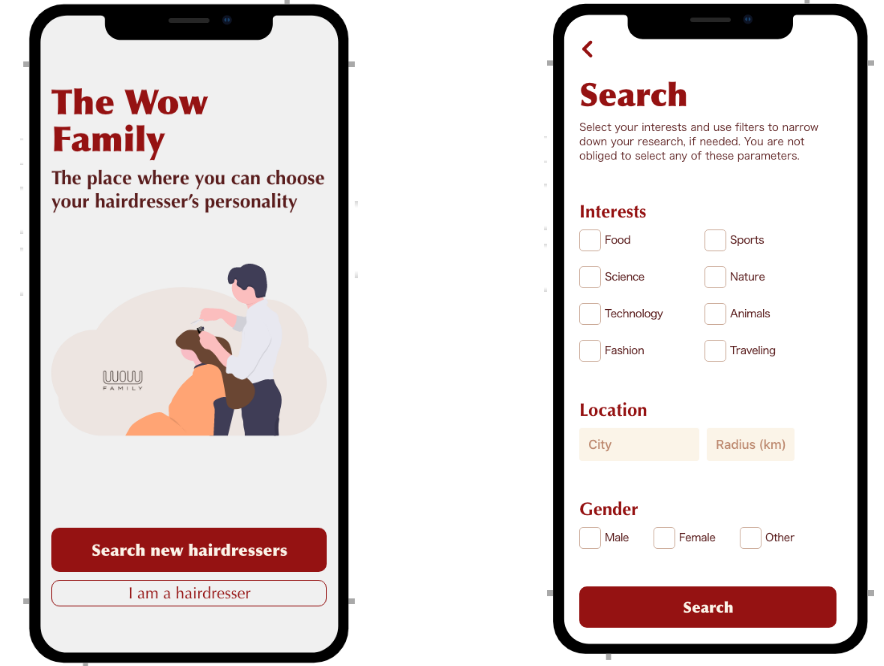 The Wow
Family
The place where you can choose
your hairdresser's personality
WOW
FAMILY
Search new hairdressers
I am a hairdresser
Search
Select your interests and use filters to narrow
down your research, if needed. You are not
obliged to select any of these parameters.
Interests
Food
Sports
Science
Nature
Technology
Animals
Fashion
Traveling
Location
City
Radius (km)
Gender
Male
Female
Other
Search